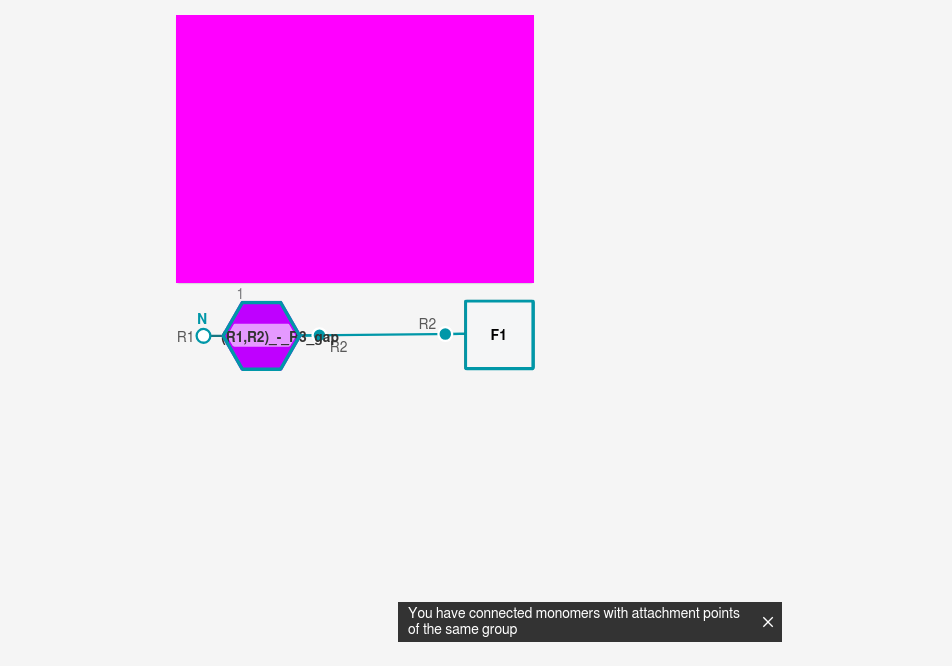 1
N
R1
(R1,R2)_-_R3_gap
R2
R2
F1
You have connected monomers with attachment points
of the same group